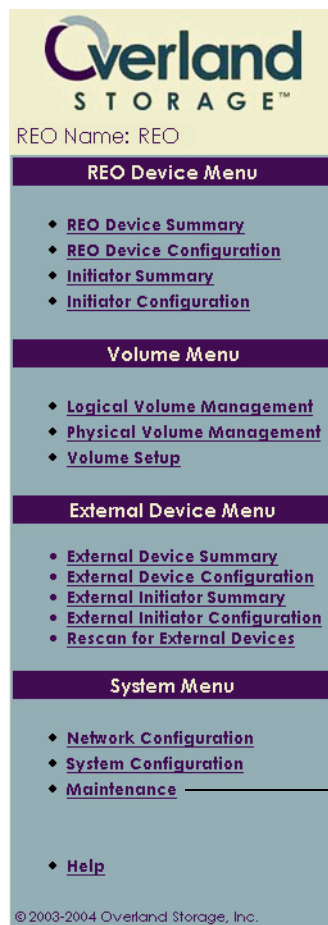 Overland
STORAGE™
REO Name: REO
REO Device Menu
REO Device Summary
REO Device Configuration
Initiator Summary
Initiator Configuration
Volume Menu
Logical Volume Management
Physical Volume Management
Volume Setup
External Device Menu
External Device Summary
External Device Configuration
External Initiator Summary
External Initiator Configuration
Rescan for External Devices
System Menu
Network Configuration
System Configuration
Maintenance
Help
© 2003-2004 Overland Storage, Inc.